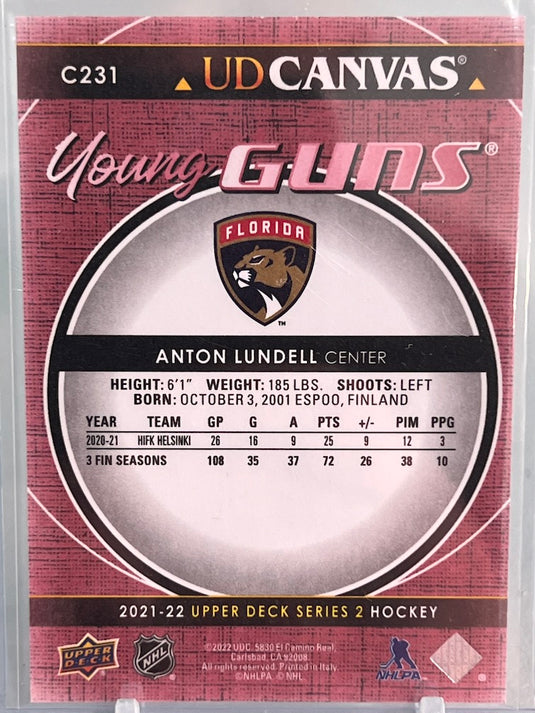 C231
UD CANVAS®
Young GUNS®
FLORIDA
TM
ANTON LUNDELL CENTER
HEIGHT: 6'1" WEIGHT: 185 LBS. SHOOTS: LEFT
BORN: OCTOBER 3, 2001 ESPOO, FINLAND
YEAR TEAM GP G A PTS +/- PIM PPG
2020-21 HIFK HELSINKI 26 16 9 25 9 12 3
3 FIN SEASONS 108 35 37 72 26 38 10
2021-22 UPPER DECK SERIES 2 HOCKEY
UPPER DECK
NHL
©2022 UDC. 5830 El Camino Real,
Carlsbad, CA 92008
All rights reserved. Printed in Italy.
©NHLPA ©NHL
NHLPA
®